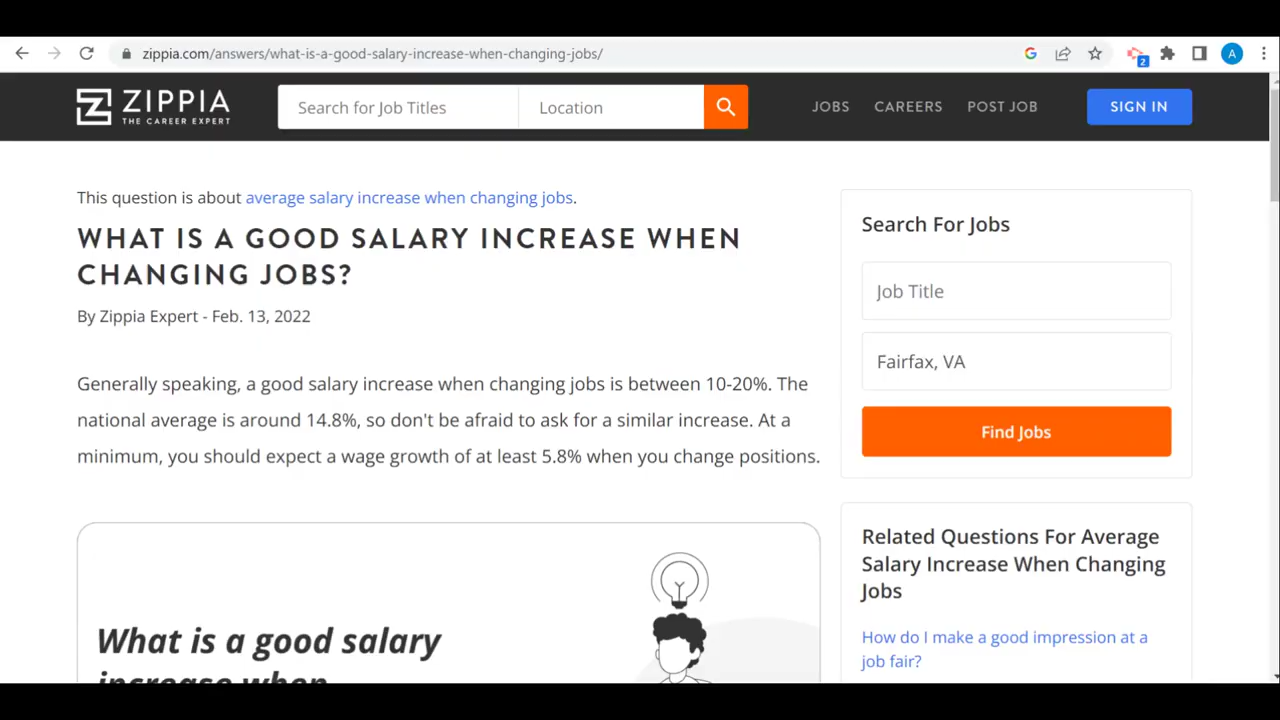 zippia.com/answers/what-is-a-good-salary-increase-when-changing-jobs/
2
A
ZIPPIA
THE CAREER EXPERT
Search for Job Titles
Location
JOBS
CAREERS
POST JOB
SIGN IN
This question is about average salary increase when changing jobs.
WHAT IS A GOOD SALARY INCREASE WHEN
CHANGING JOBS?
By Zippia Expert - Feb. 13, 2022
Generally speaking, a good salary increase when changing jobs is between 10-20%. The
national average is around 14.8%, so don't be afraid to ask for a similar increase. At a
minimum, you should expect a wage growth of at least 5.8% when you change positions.
What is a good salary
increase when
Search For Jobs
Job Title
Fairfax, VA
Find Jobs
Related Questions For Average
Salary Increase When Changing
Jobs
How do I make a good impression at a
job fair?